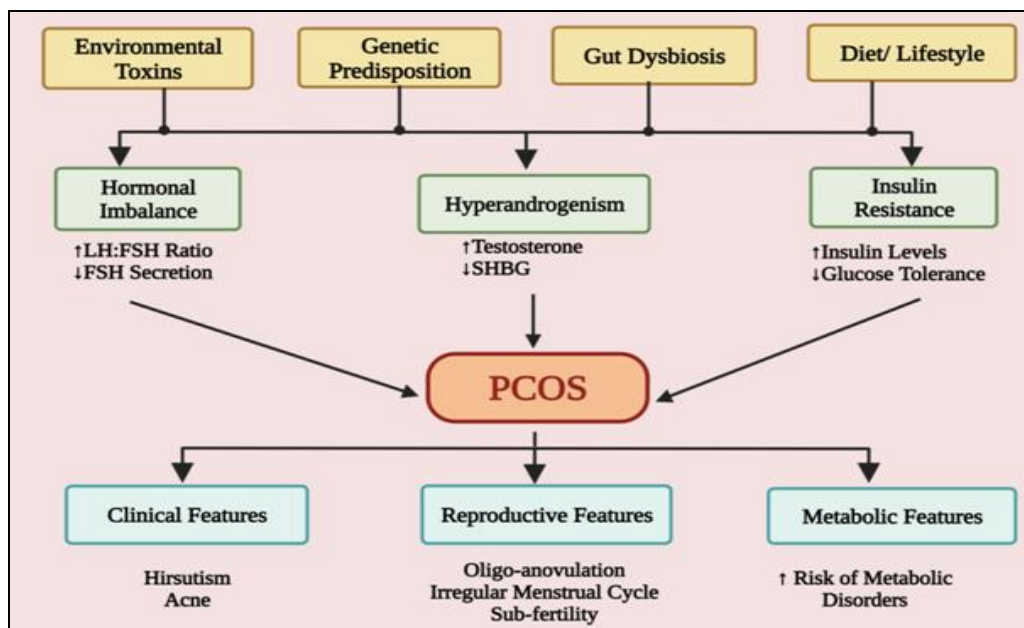 Environmental
Toxins
Genetic
Predisposition
Gut Dysbiosis
Diet/ Lifestyle
Hormonal
Imbalance
↑LH:FSH Ratio
↓FSH Secretion
Hyperandrogenism
↑Testosterone
↓SHBG
Insulin
Resistance
↑Insulin Levels
↓Glucose Tolerance
PCOS
Clinical Features
Hirsutism
Acne
Reproductive Features
Oligo-anovulation
Irregular Menstrual Cycle
Sub-fertility
Metabolic Features
↑ Risk of Metabolic
Disorders